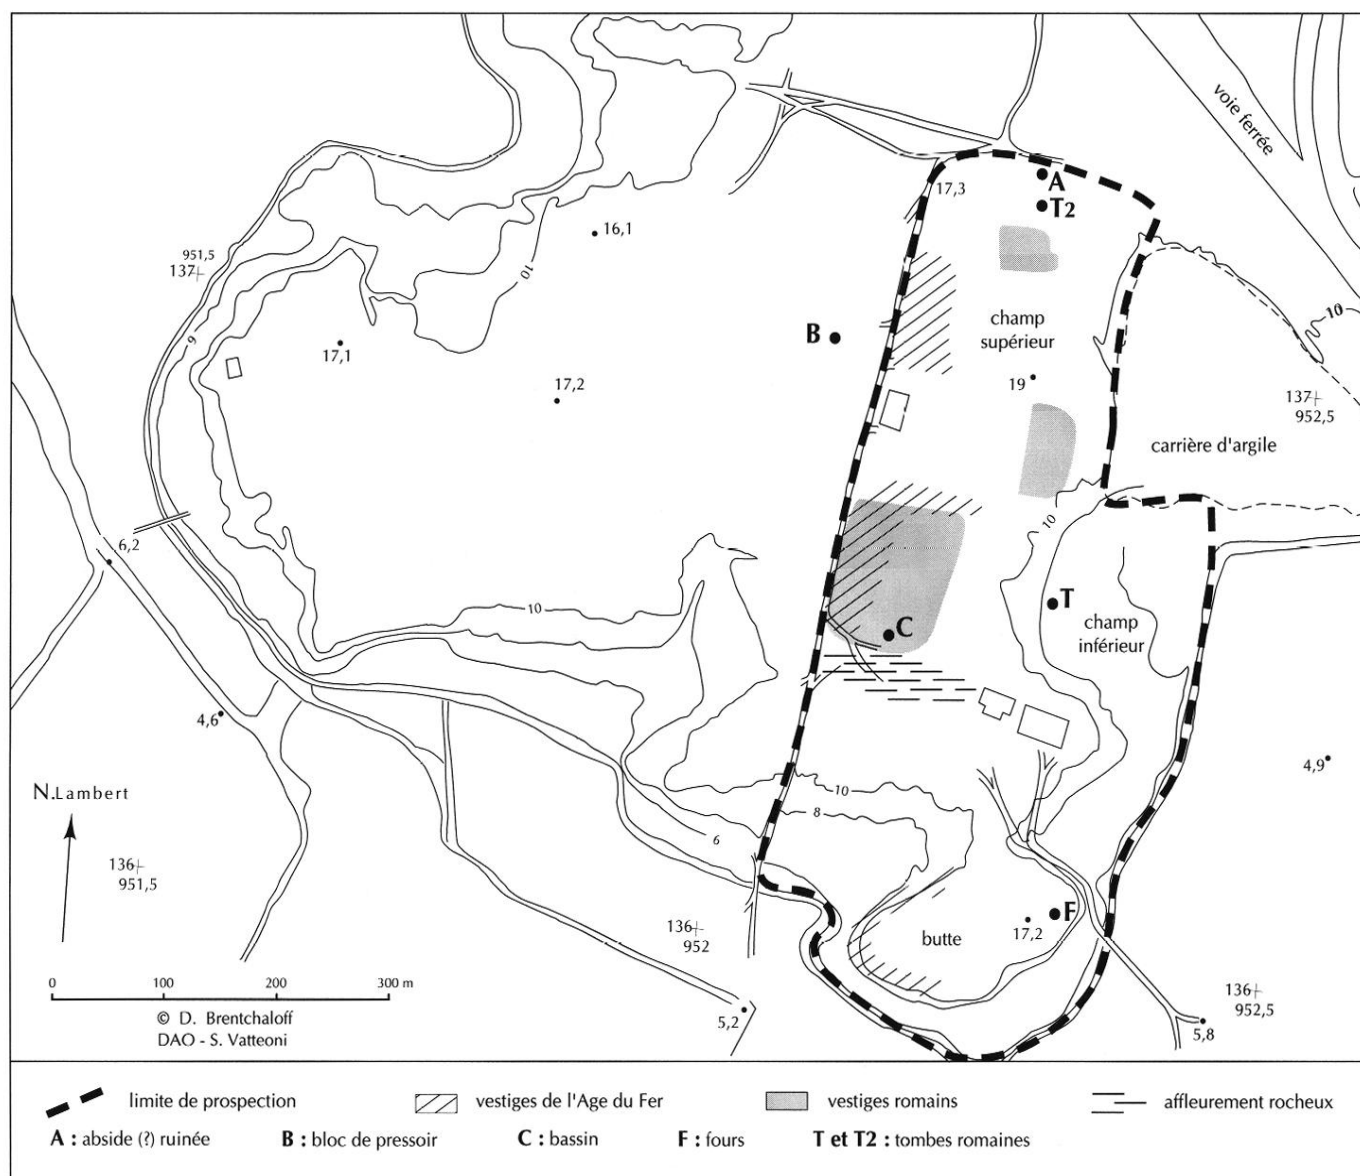 voie ferrée
A
T2
17,3
16,1
951,5
137
10
9
17,1
17,2
B
champ
supérieur
19
10
137
952,5
carrière d'argile
10
6,2
10
T
C
champ
inférieur
4,6
4,9
N.Lambert
10
8
6
136
951,5
136
952
F
17,2
butte
136
952,5
5,2
5,8
0 100 200 300 m
© D. Brentchaloff
DAO - S. Vatteoni
limite de prospection vestiges de l'Age du Fer vestiges romains affleurement rocheux
A : abside (?) ruinée B : bloc de pressoir C : bassin F : fours T et T2 : tombes romaines